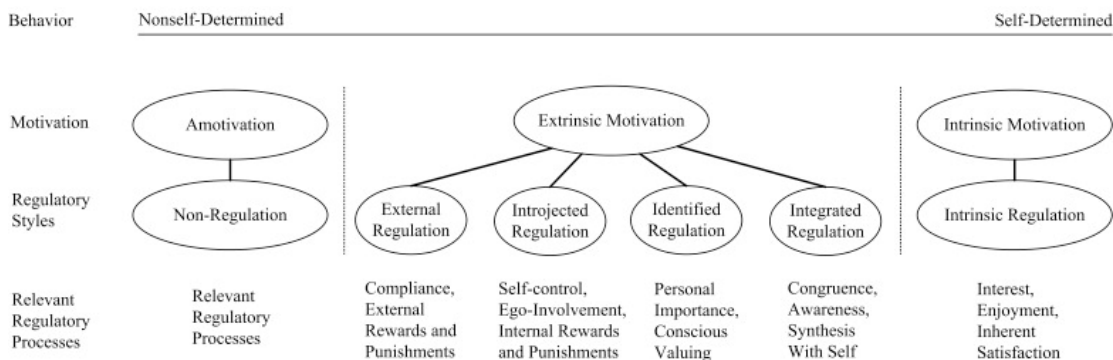 Behavior Nonself-Determined Self-Determined
Motivation Amotivation Extrinsic Motivation Intrinsic Motivation
Regulatory
Styles
Non-Regulation
External
Regulation
Introjected
Regulation
Identified
Regulation
Integrated
Regulation
Intrinsic Regulation
Relevant
Regulatory
Processes
Relevant
Regulatory
Processes
Compliance,
External
Rewards and
Punishments
Self-control,
Ego-Involvement,
Internal Rewards
and Punishments
Personal
Importance,
Conscious
Valuing
Congruence,
Awareness,
Synthesis
With Self
Interest,
Enjoyment,
Inherent
Satisfaction